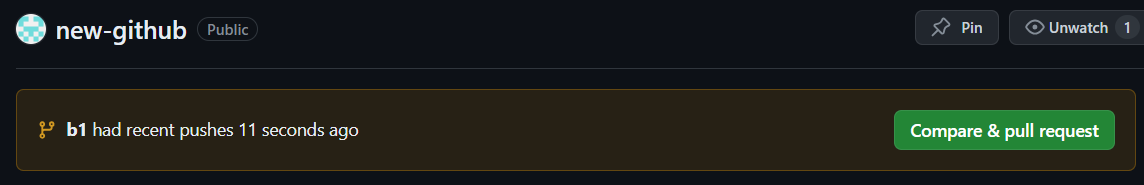 new-github Public Pin Unwatch 1
b1 had recent pushes 11 seconds ago Compare & pull request